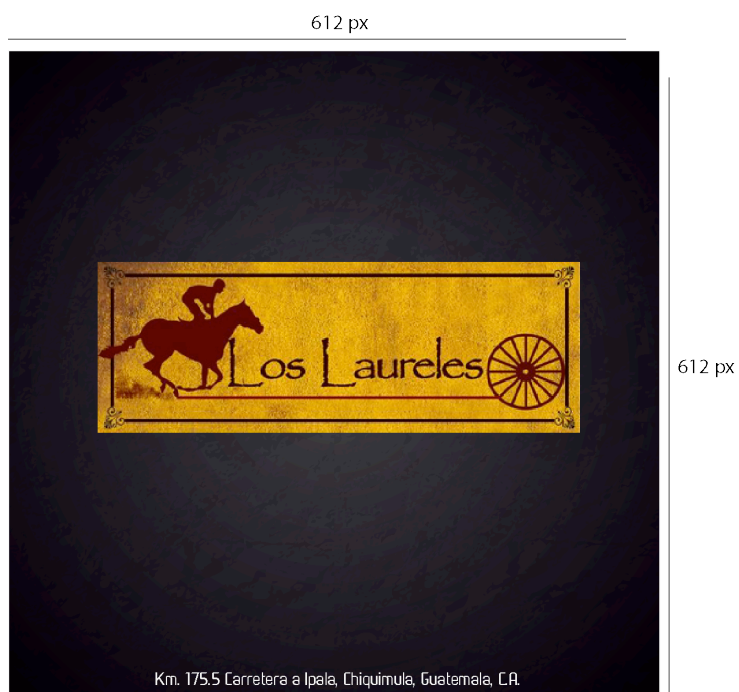 612 px
Los Laureles
612 px
Km. 175.5 Carretera a Ipala, Chiquimula, Guatemala, C.A.